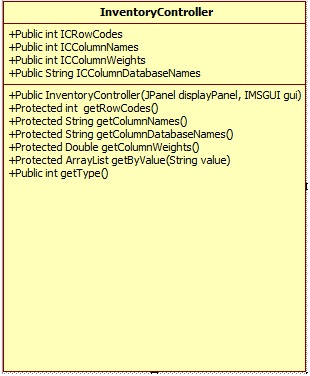 InventoryController
+Public int ICRowCodes
+Public int ICColumnNames
+Public int ICColumnWeights
+Public String ICColumnDatabaseNames
+Public InventoryController(JPanel displayPanel, IMSGUI gui)
+Protected int  getRowCodes()
+Protected String getColumnNames()
+Protected String getColumnDatabaseNames()
+Protected Double getColumnWeights()
+Protected ArrayList getByValue(String value)
+Public int getType()